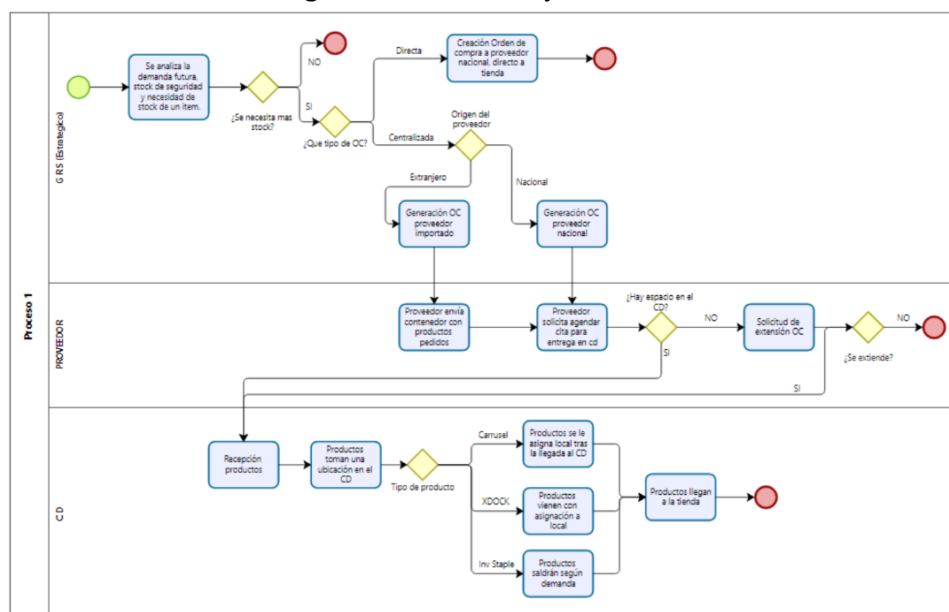 Proceso 1
G RS (Estrategico)
Se analiza la
demanda futura,
stock de seguridad
y necesidad de
stock de un item.
¿Se necesita mas
stock?
NO
SI
¿Que tipo de OC?
Directa
Creación Orden de
compra a proveedor
nacional, directo a
tienda
Centralizada
Origen del
proveedor
Extranjero
Nacional
Generación OC
proveedor
importado
Generación OC
proveedor
nacional
PROVEEDOR
Proveedor envía
contenedor con
productos
pedidos
Proveedor
solicita agendar
cita para
entrega en cd
¿Hay espacio en el
CD?
NO
SI
Solicitud de
extensión OC
¿Se extiende?
NO
SI
CD
Recepción
productos
Productos
toman una
ubicación en el
CD
Tipo de producto
Carrusel
Productos se le
asigna local tras
la llegada al CD
XDOCK
Productos
vienen con
asignación a
local
Inv Staple
Productos
saldrán según
demanda
Productos llegan
a la tienda